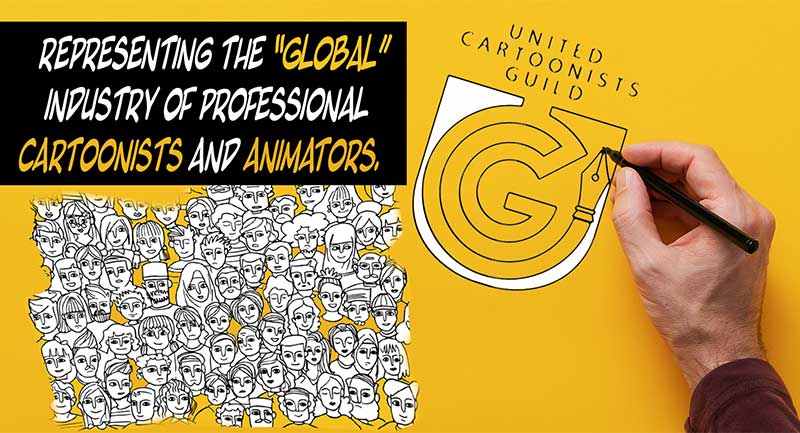 REPRESENTING THE "GLOBAL"
INDUSTRY OF PROFESSIONAL
CARTOONISTS AND ANIMATORS.
UNITED
CARTOONISTS
GUILD